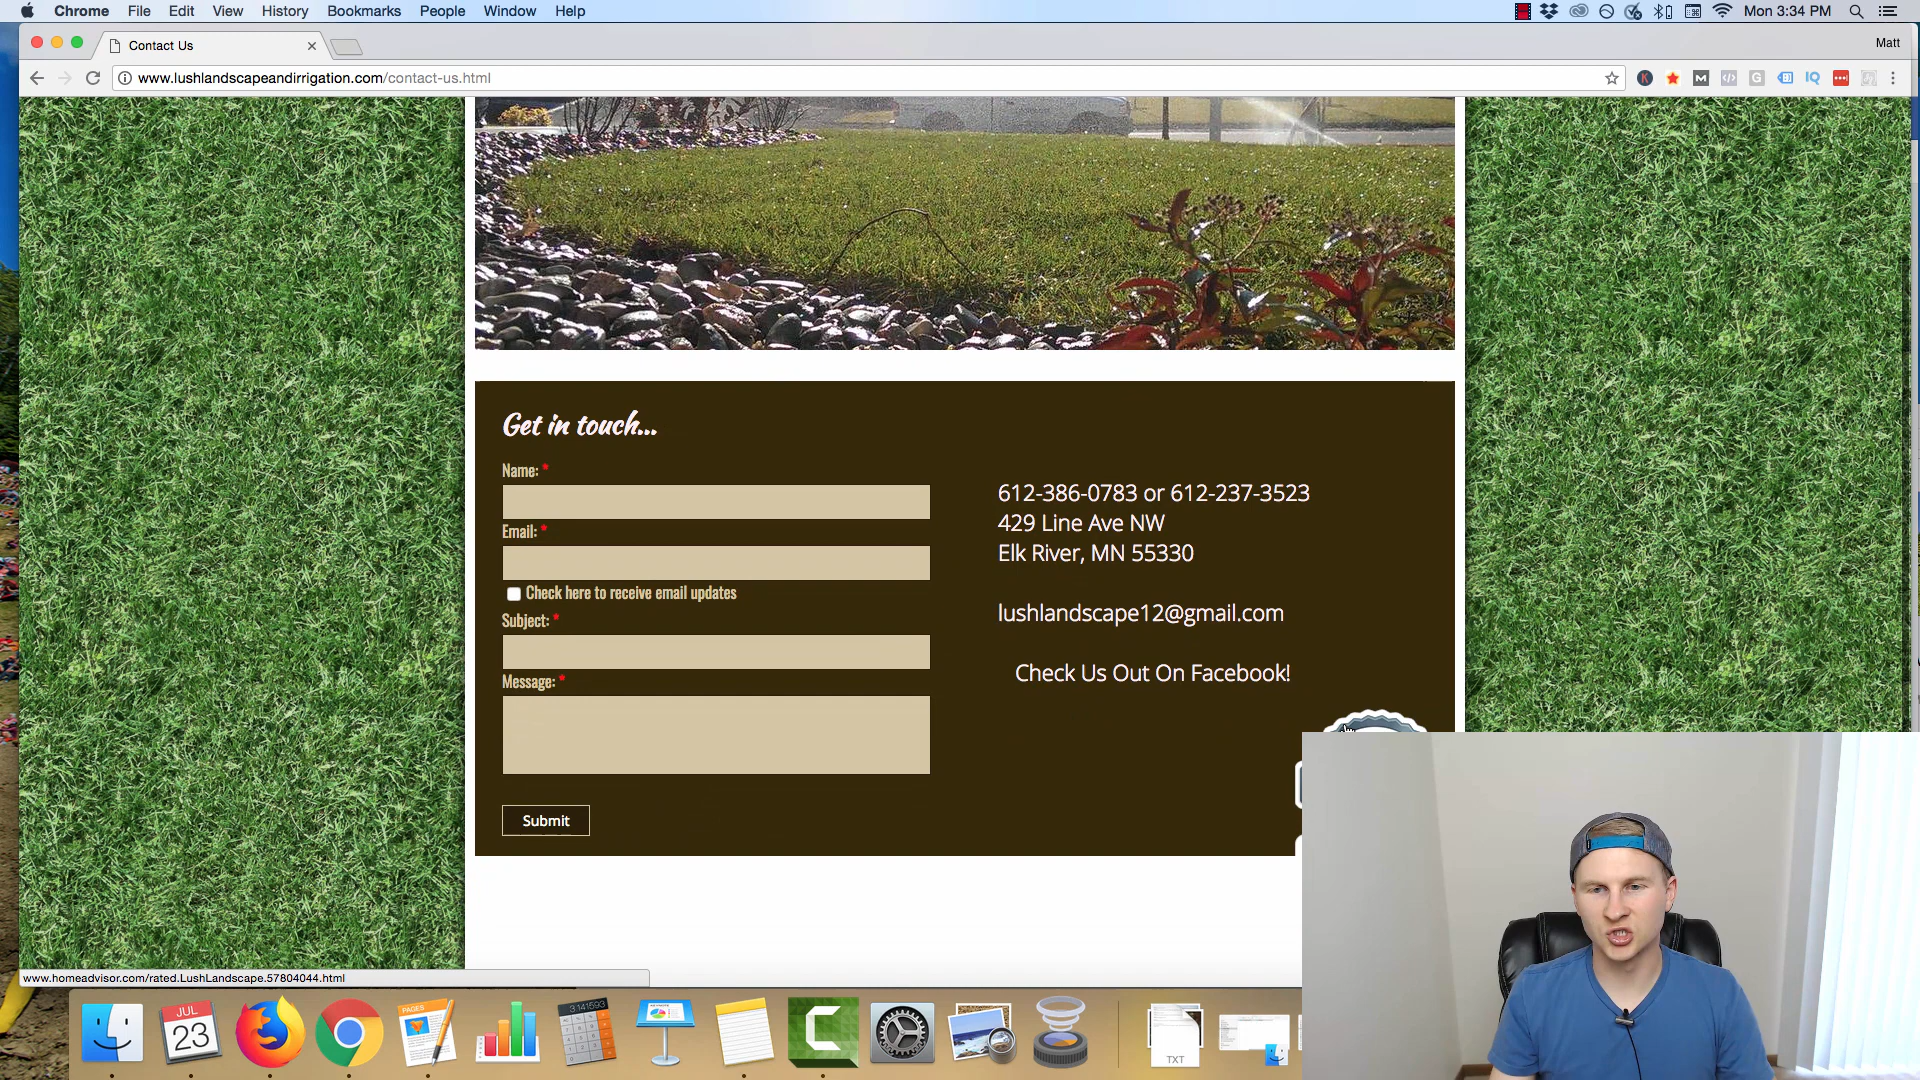 Chrome File Edit View History Bookmarks People Window Help Mon 3:34 PM
Contact Us Matt
www.lushlandscapeandirrigation.com/contact-us.html
Get in touch...
Name: *
Email: *
Check here to receive email updates
Subject: *
Message: *
Submit
612-386-0783 or 612-237-3523
429 Line Ave NW
Elk River, MN 55330
lushlandscape12@gmail.com
Check Us Out On Facebook!
www.homeadvisor.com/rated.LushLandscape.57804044.html
JUL
23
PAGES
3.141593
TXT